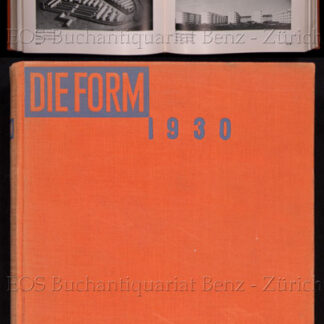 EOS Buchantiquariat Benz - Zürich
DIE FORM
1930
EOS Buchantiquariat Benz - Zürich